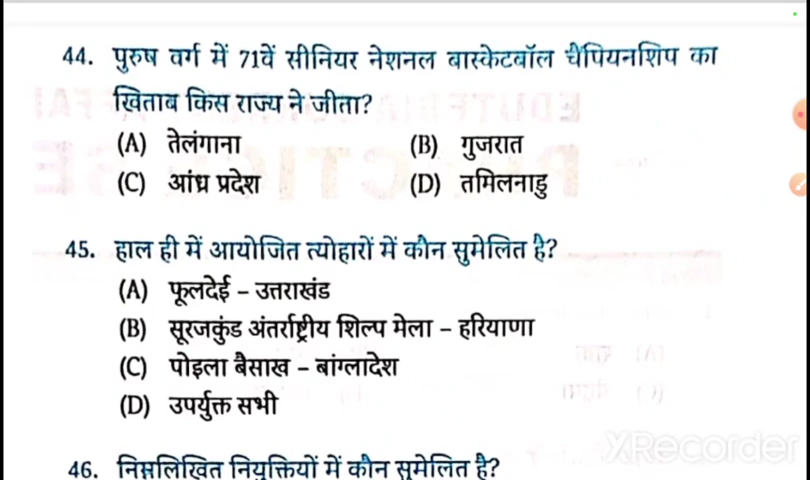 44. पुरुष वर्ग में 71वें सीनियर नेशनल बास्केटबॉल चैंपियनशिप का
खिताब किस राज्य ने जीता?
(A) तेलंगाना (B) गुजरात
(C) आंध्र प्रदेश (D) तमिलनाडु
45. हाल ही में आयोजित त्योहारों में कौन सुमेलित है?
(A) फूलदेई – उत्तराखंड
(B) सूरजकुंड अंतर्राष्ट्रीय शिल्प मेला – हरियाणा
(C) पोइला बैसाख – बांग्लादेश
(D) उपर्युक्त सभी
XRecorder
46. निम्नलिखित नियुक्तियों में कौन सुमेलित है?